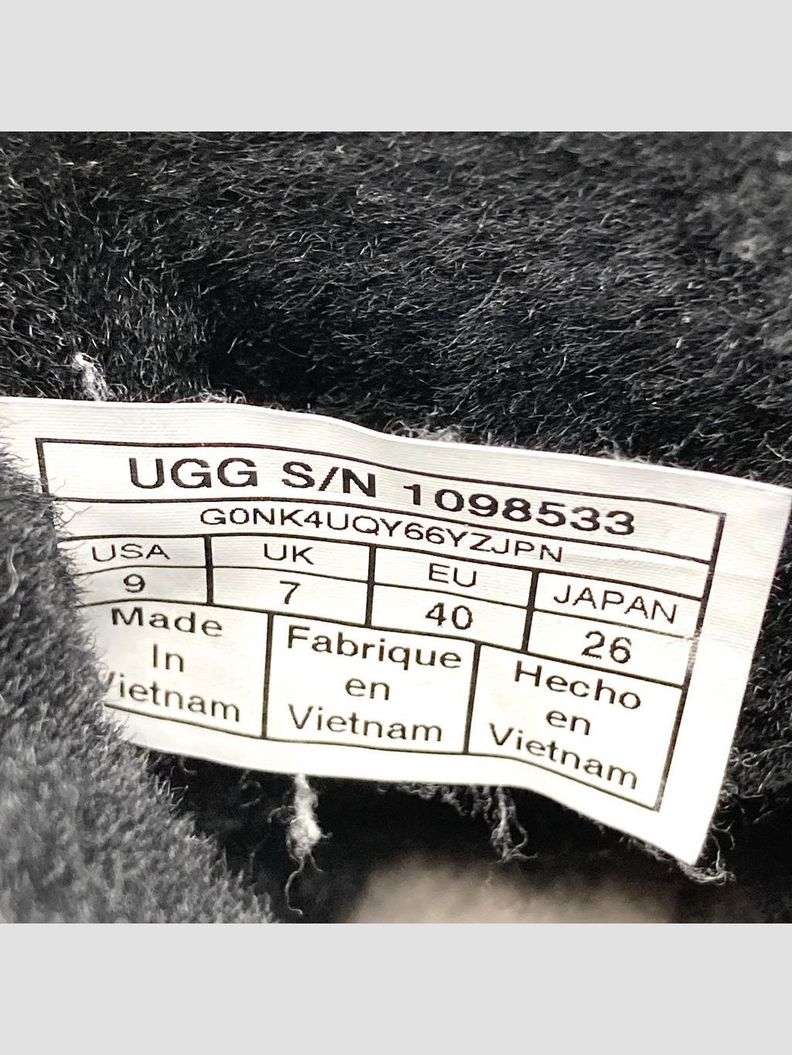 UGG S/N 1098533
G0NK4UQY66YZJPN
USA UK EU JAPAN
9 7 40 26
Made Fabrique Hecho
In en en
Vietnam Vietnam Vietnam